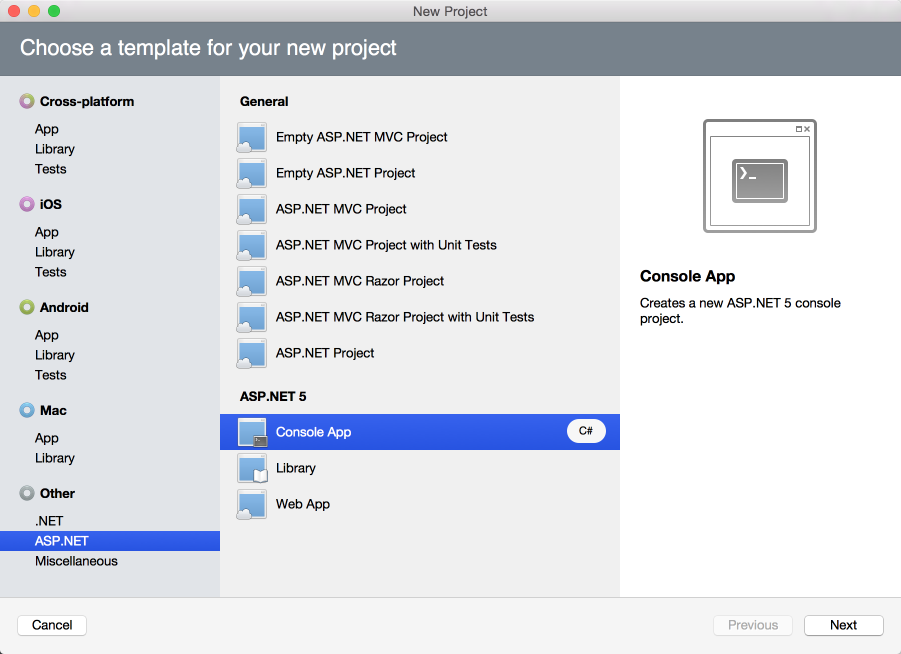 New Project
Choose a template for your new project
Cross-platform
App
Library
Tests
iOS
App
Library
Tests
Android
App
Library
Tests
Mac
App
Library
Other
.NET
ASP.NET
Miscellaneous
General
Empty ASP.NET MVC Project
Empty ASP.NET Project
ASP.NET MVC Project
ASP.NET MVC Project with Unit Tests
ASP.NET MVC Razor Project
ASP.NET MVC Razor Project with Unit Tests
ASP.NET Project
ASP.NET 5
Console App C#
Library
Web App
Console App
Creates a new ASP.NET 5 console
project.
Cancel
Previous
Next